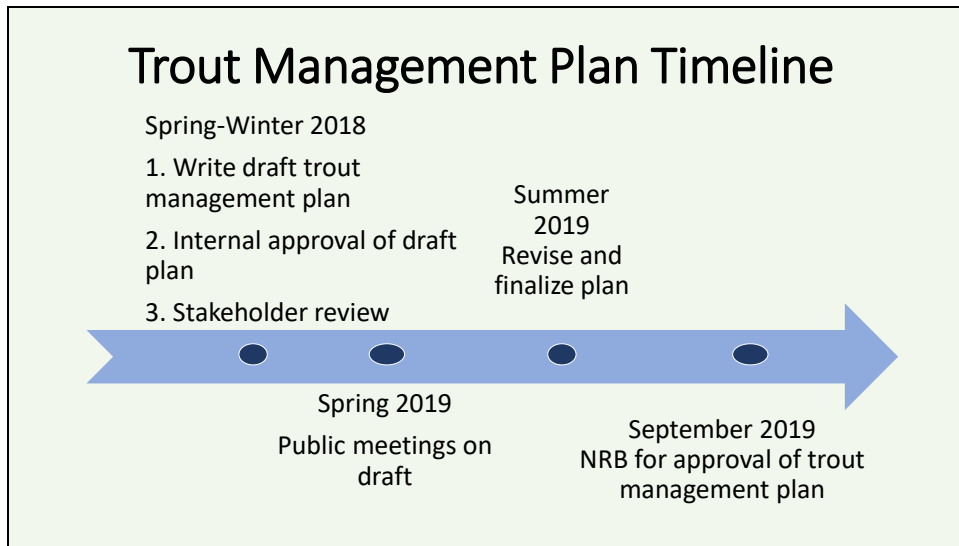 Trout Management Plan Timeline
Spring-Winter 2018
1. Write draft trout
management plan
2. Internal approval of draft
plan
3. Stakeholder review
Spring 2019
Public meetings on
draft
Summer
2019
Revise and
finalize plan
September 2019
NRB for approval of trout
management plan